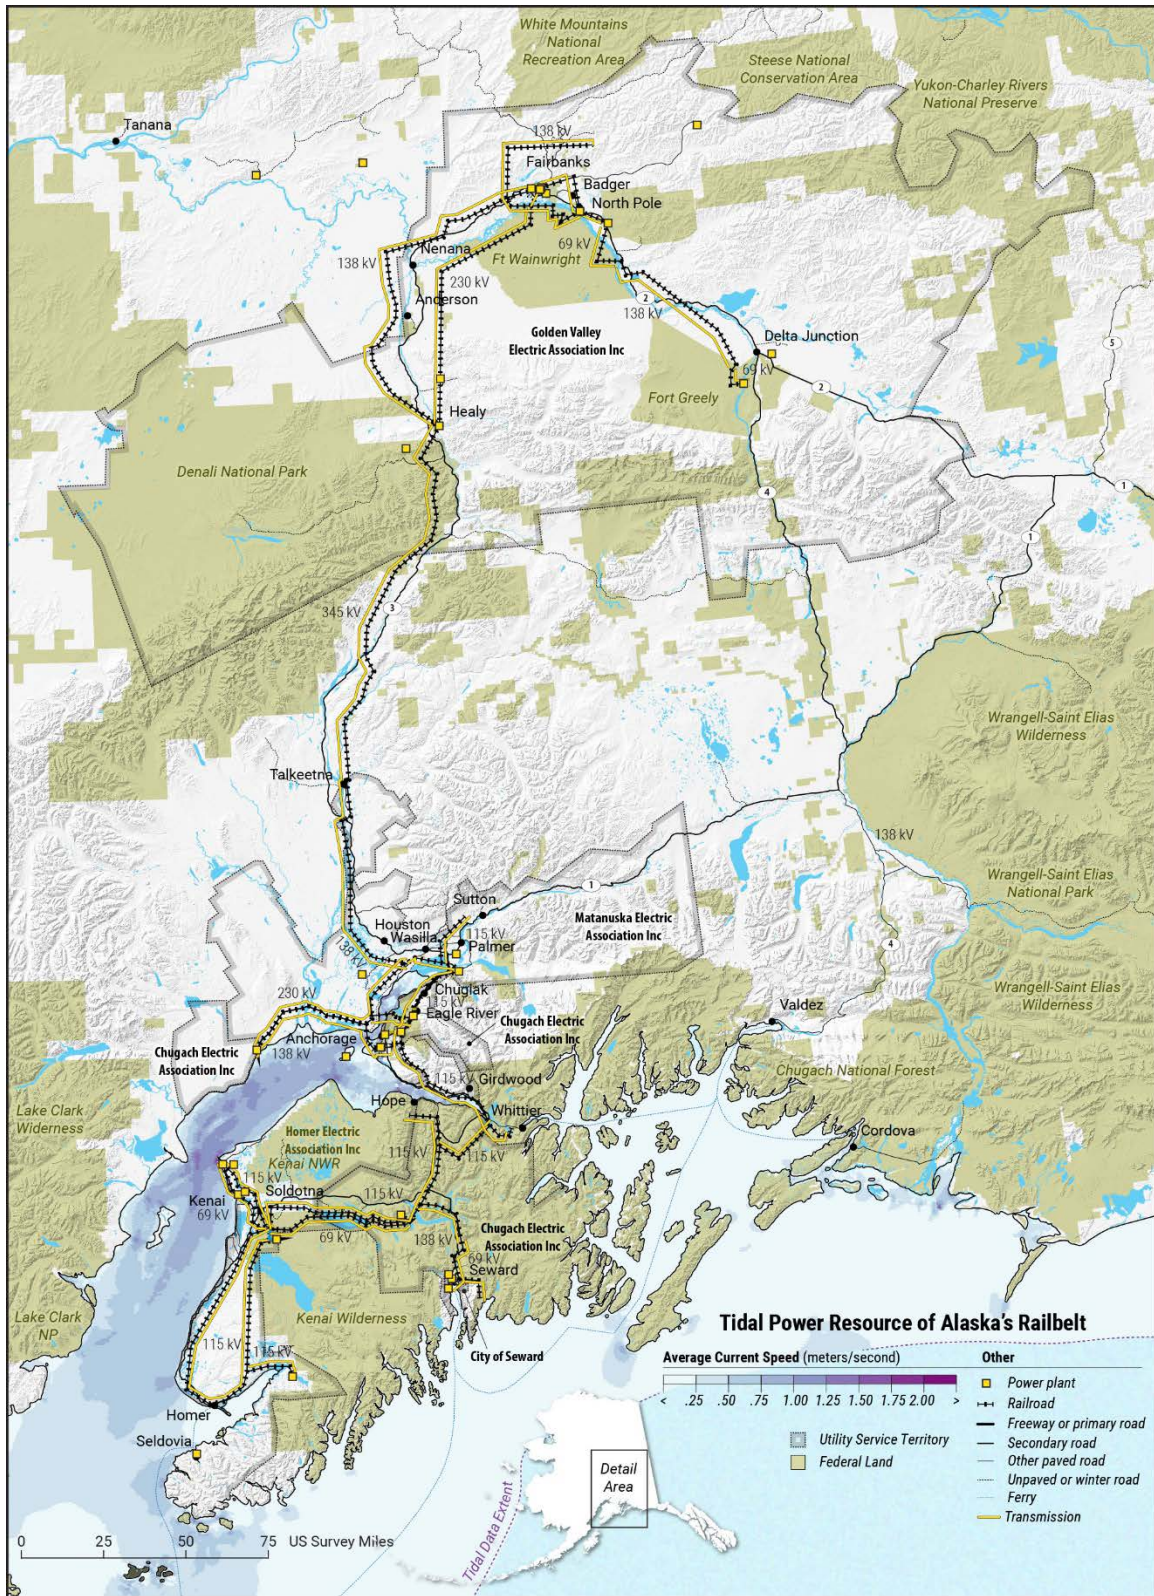 White Mountains
National
Recreation Area
Steese National
Conservation Area
Yukon-Charley Rivers
National Preserve
Tanana
138 kV
Fairbanks
Badger
North Pole
69 kV
Ft Wainwright
Nenana
138 kV
230 kV
Anderson
2
138 kV
Golden Valley
Electric Association Inc
Delta Junction
5
69 kV
2
Fort Greely
Healy
Denali National Park
4
1
1
345 kV
3
Wrangell-Saint Elias
Wilderness
Talkeetna
138 kV
Wrangell-Saint Elias
National Park
1
Sutton
Houston
Wasilla
115 kV
Palmer
Matanuska Electric
Association Inc
4
138 kV
Wrangell-Saint Elias
Wilderness
230 kV
Chugiak
115 kV
Eagle River
Valdez
Chugach Electric
Association Inc
Anchorage
138 kV
Chugach Electric
Association Inc
Chugach National Forest
115 kV
Girdwood
Lake Clark
Widerness
Hope
Whittier
Cordova
Homer Electric
Association Inc
Kenai NWR
115 kV
115 kV
115 kV
Soldotna
Kenai
69 kV
115 kV
69 kV
138 kV
Chugach Electric
Association Inc
69 kV
Seward
Lake Clark
NP
Kenai Wilderness
115 kV
115 kV
City of Seward
Homer
Seldovia
0 25 50 75 US Survey Miles
Tidal Power Resource of Alaska's Railbelt
Average Current Speed (meters/second)
< .25 .50 .75 1.00 1.25 1.50 1.75 2.00 >
Utility Service Territory
Federal Land
Other
Power plant
Railroad
Freeway or primary road
Secondary road
Other paved road
Unpaved or winter road
Ferry
Transmission
Detail
Area
Tidal Data Extent